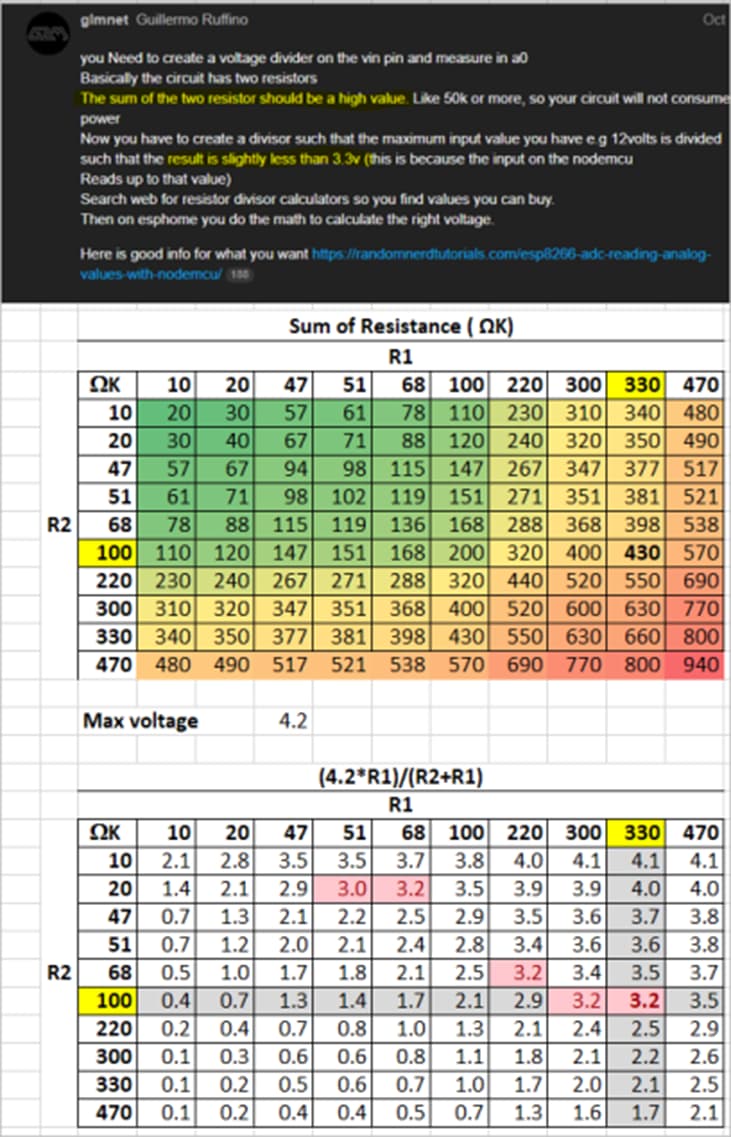 glmnet Guillermo Ruffino Oct
you Need to create a voltage divider on the vin pin and measure in a0
Basically the circuit has two resistors
The sum of the two resistor should be a high value. Like 50k or more, so your circuit will not consume
power
Now you have to create a divisor such that the maximum input value you have e.g 12volts is divided
such that the result is slightly less than 3.3v (this is because the input on the nodemcu
Reads up to that value)
Search web for resistor divisor calculators so you find values you can buy.
Then on esphome you do the math to calculate the right voltage.
Here is good info for what you want https://randomnerdtutorials.com/esp8266-adc-reading-analog-
values-with-nodemcu/ 188
Sum of Resistance ( ΩK)
R1
ΩK 10 20 47 51 68 100 220 300 330 470
10 20 30 57 61 78 110 230 310 340 480
20 30 40 67 71 88 120 240 320 350 490
47 57 67 94 98 115 147 267 347 377 517
51 61 71 98 102 119 151 271 351 381 521
R2 68 78 88 115 119 136 168 288 368 398 538
100 110 120 147 151 168 200 320 400 430 570
220 230 240 267 271 288 320 440 520 550 690
300 310 320 347 351 368 400 520 600 630 770
330 340 350 377 381 398 430 550 630 660 800
470 480 490 517 521 538 570 690 770 800 940
Max voltage 4.2
(4.2*R1)/(R2+R1)
R1
ΩK 10 20 47 51 68 100 220 300 330 470
10 2.1 2.8 3.5 3.5 3.7 3.8 4.0 4.1 4.1 4.1
20 1.4 2.1 2.9 3.0 3.2 3.5 3.9 3.9 4.0 4.0
47 0.7 1.3 2.1 2.2 2.5 2.9 3.5 3.6 3.7 3.8
51 0.7 1.2 2.0 2.1 2.4 2.8 3.4 3.6 3.6 3.8
R2 68 0.5 1.0 1.7 1.8 2.1 2.5 3.2 3.4 3.5 3.7
100 0.4 0.7 1.3 1.4 1.7 2.1 2.9 3.2 3.2 3.5
220 0.2 0.4 0.7 0.8 1.0 1.3 2.1 2.4 2.5 2.9
300 0.1 0.3 0.6 0.6 0.8 1.1 1.8 2.1 2.2 2.6
330 0.1 0.2 0.5 0.6 0.7 1.0 1.7 2.0 2.1 2.5
470 0.1 0.2 0.4 0.4 0.5 0.7 1.3 1.6 1.7 2.1